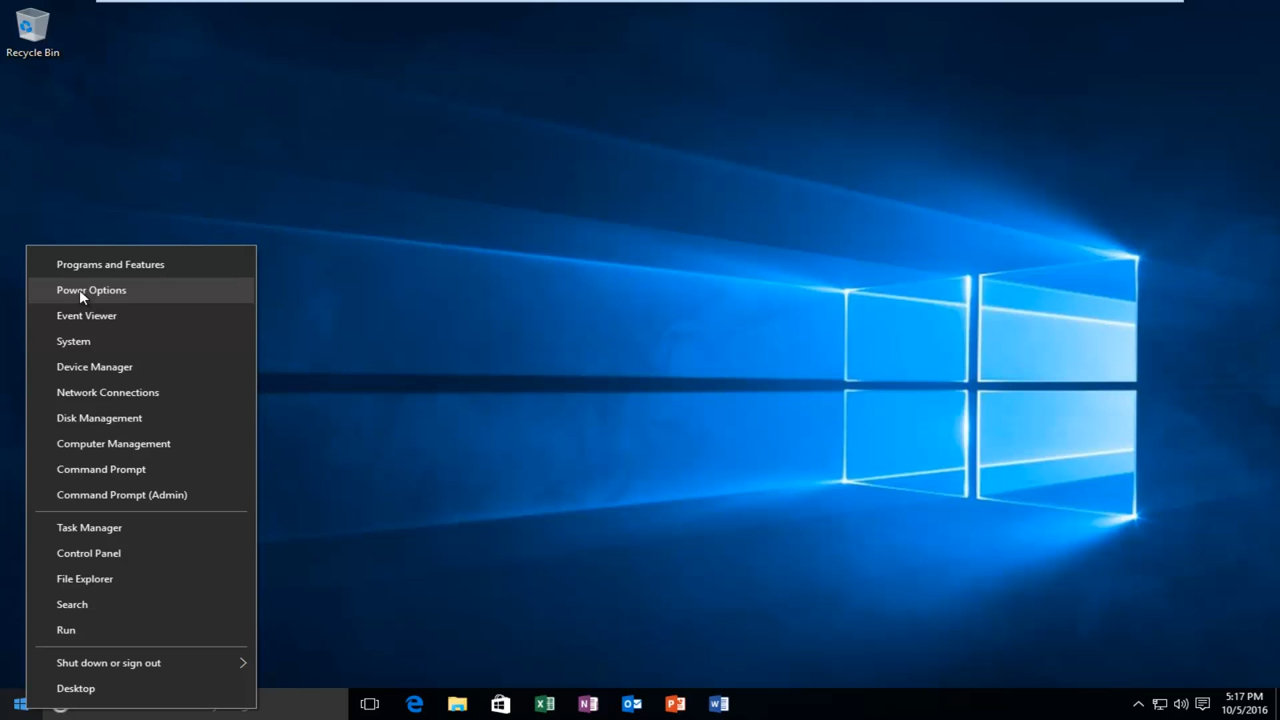 Recycle Bin
Programs and Features
Power Options
Event Viewer
System
Device Manager
Network Connections
Disk Management
Computer Management
Command Prompt
Command Prompt (Admin)
Task Manager
Control Panel
File Explorer
Search
Run
Shut down or sign out
Desktop
5:17 PM
10/5/2016